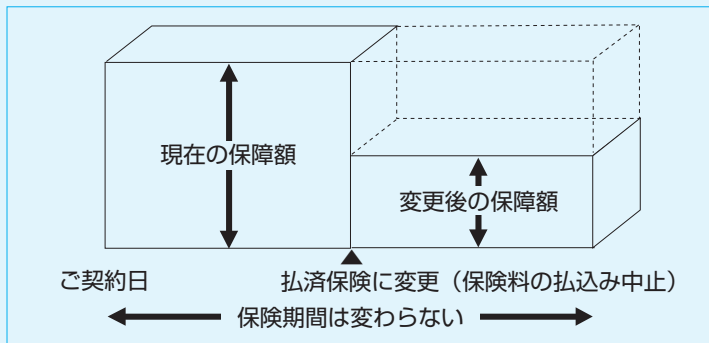 現在の保障額
変更後の保障額
ご契約日
払済保険に変更（保険料の払込み中止）
保険期間は変わらない